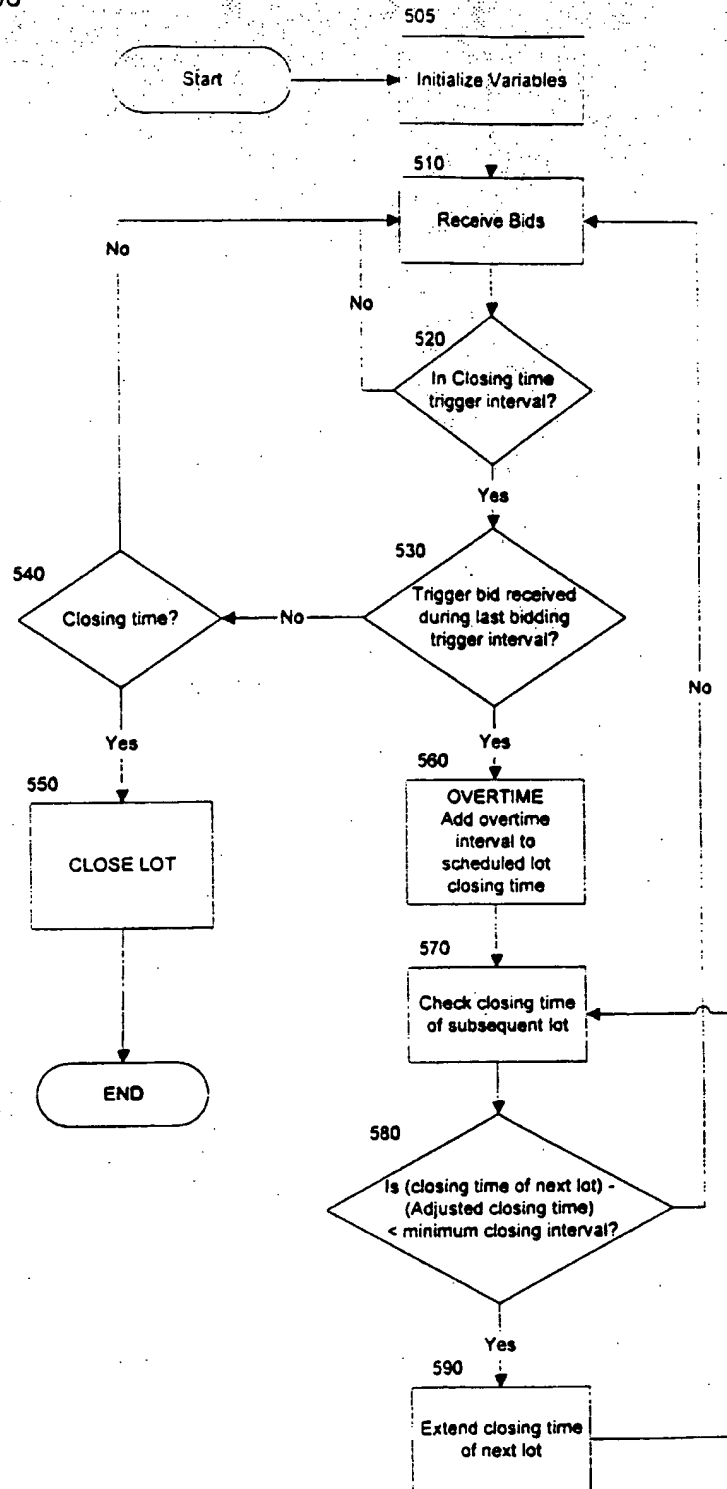 505
Start
Initialize Variables
510
Receive Bids
No
No
520
In Closing time
trigger interval?
Yes
530
Trigger bid received
during last bidding
trigger interval?
540
Closing time?
No
No
Yes
Yes
550
CLOSE LOT
560
OVERTIME
Add overtime
interval to
scheduled lot
closing time
570
Check closing time
of subsequent lot
END
580
Is (closing time of next lot) -
(Adjusted closing time)
< minimum closing interval?
Yes
590
Extend closing time
of next lot